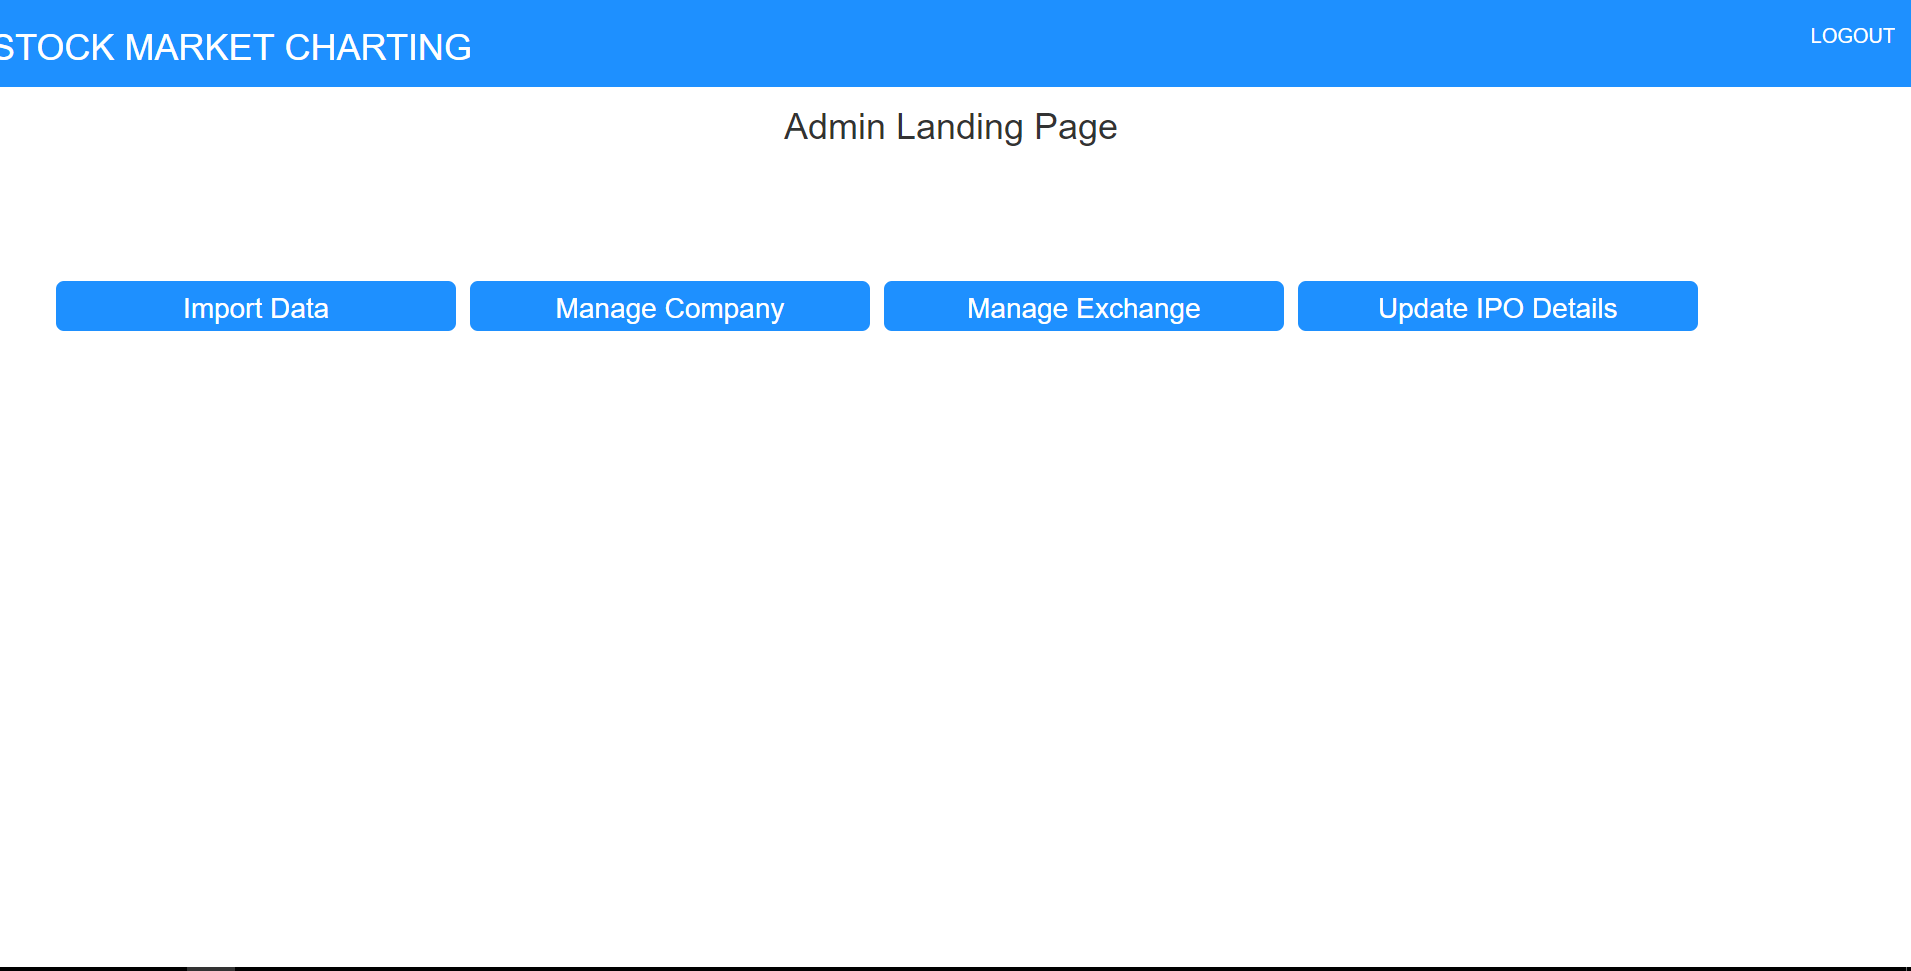 STOCK MARKET CHARTING
LOGOUT
Admin Landing Page
Import Data
Manage Company
Manage Exchange
Update IPO Details